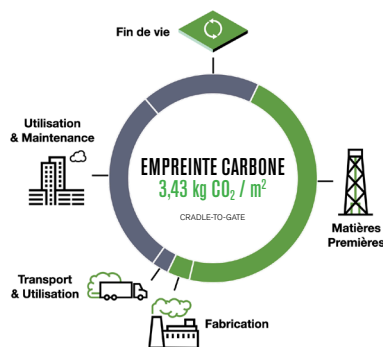 Fin de vie
Utilisation
& Maintenance
EMPREINTE CARBONE
3,43 kg CO₂ / m²
CRADLE-TO-GATE
Matières
Premières
Transport
& Utilisation
Fabrication